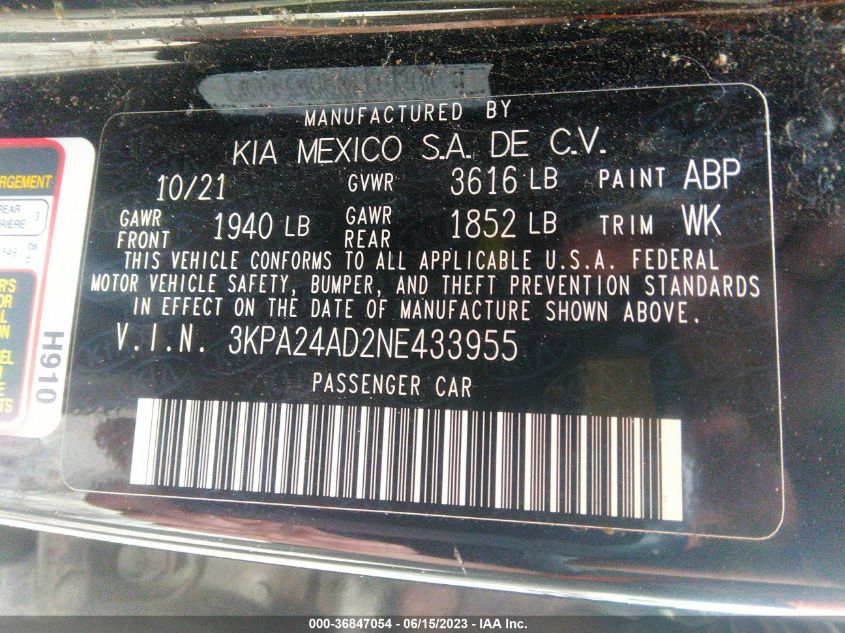 MANUFACTURED BY
KIA MEXICO S.A. DE C.V.
10/21 GVWR 3616 LB PAINT ABP
GAWR FRONT 1940 LB GAWR REAR 1852 LB TRIM WK
THIS VEHICLE CONFORMS TO ALL APPLICABLE U.S.A. FEDERAL
MOTOR VEHICLE SAFETY, BUMPER, AND THEFT PREVENTION STANDARDS
IN EFFECT ON THE DATE OF MANUFACTURE SHOWN ABOVE.
V.I.N. 3KPA24AD2NE433955
PASSENGER CAR
H910
000-36847054 - 06/15/2023 - IAA Inc.